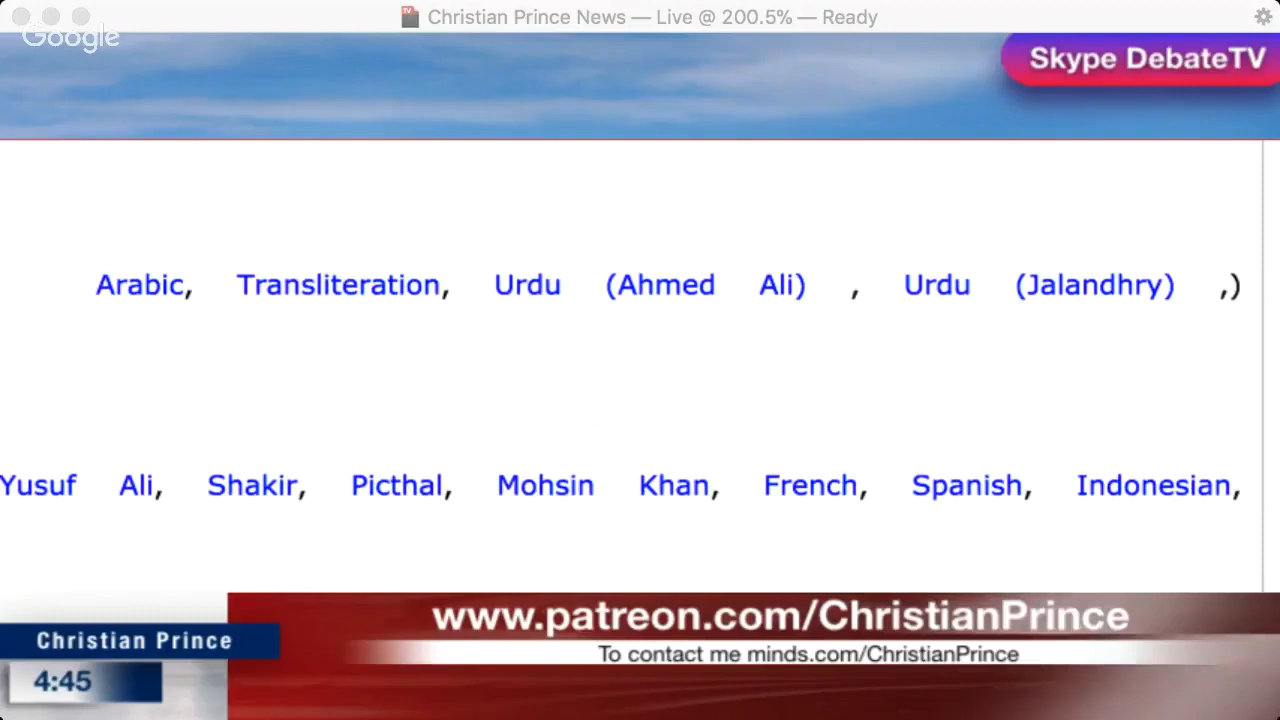 Christian Prince News — Live @ 200.5% — Ready
Google
Skype DebateTV
Arabic, Transliteration, Urdu (Ahmed Ali) , Urdu (Jalandhry) ,)
Yusuf Ali, Shakir, Picthal, Mohsin Khan, French, Spanish, Indonesian,
www.patreon.com/ChristianPrince
To contact me minds.com/ChristianPrince
Christian Prince
4:45